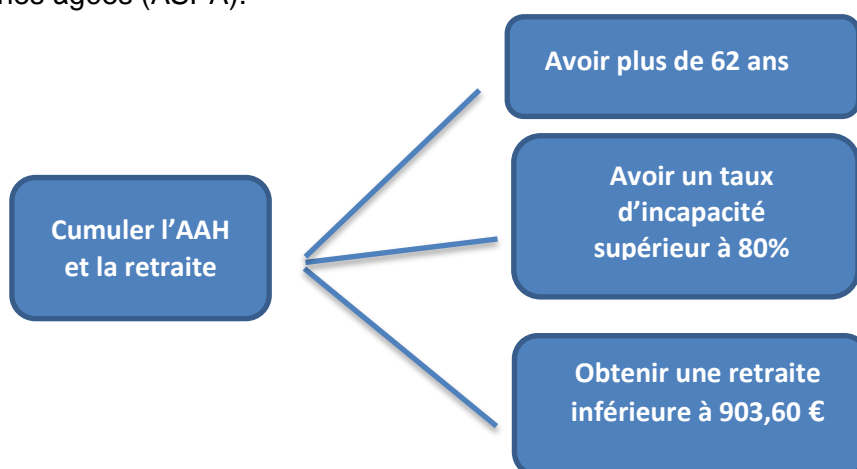 (ASPA).
Avoir plus de 62 ans
Cumuler l'AAH
et la retraite
Avoir un taux
d'incapacité
supérieur à 80%
Obtenir une retraite
inférieure à 903,60 €